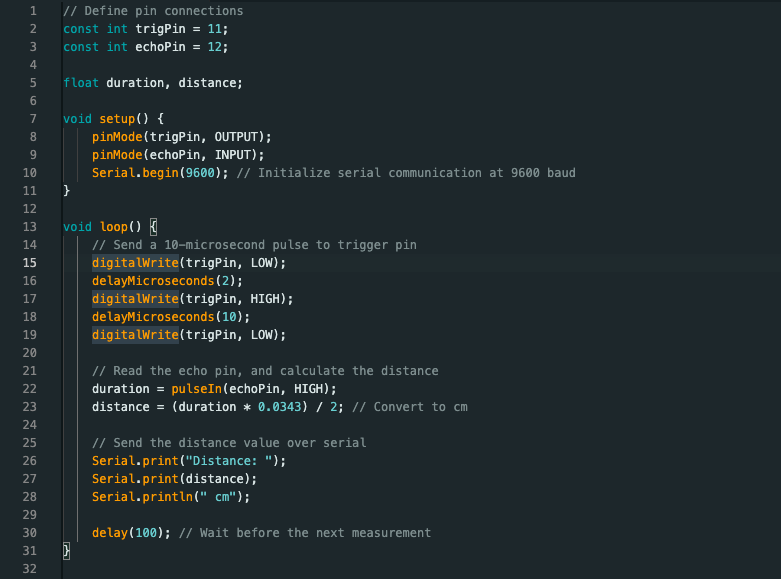 1 // Define pin connections
2 const int trigPin = 11;
3 const int echoPin = 12;
4
5 float duration, distance;
6
7 void setup() {
8     pinMode(trigPin, OUTPUT);
9     pinMode(echoPin, INPUT);
10     Serial.begin(9600); // Initialize serial communication at 9600 baud
11 }
12
13 void loop() {
14     // Send a 10-microsecond pulse to trigger pin
15     digitalWrite(trigPin, LOW);
16     delayMicroseconds(2);
17     digitalWrite(trigPin, HIGH);
18     delayMicroseconds(10);
19     digitalWrite(trigPin, LOW);
20
21     // Read the echo pin, and calculate the distance
22     duration = pulseIn(echoPin, HIGH);
23     distance = (duration * 0.0343) / 2; // Convert to cm
24
25     // Send the distance value over serial
26     Serial.print("Distance: ");
27     Serial.print(distance);
28     Serial.println(" cm");
29
30     delay(100); // Wait before the next measurement
31 }
32